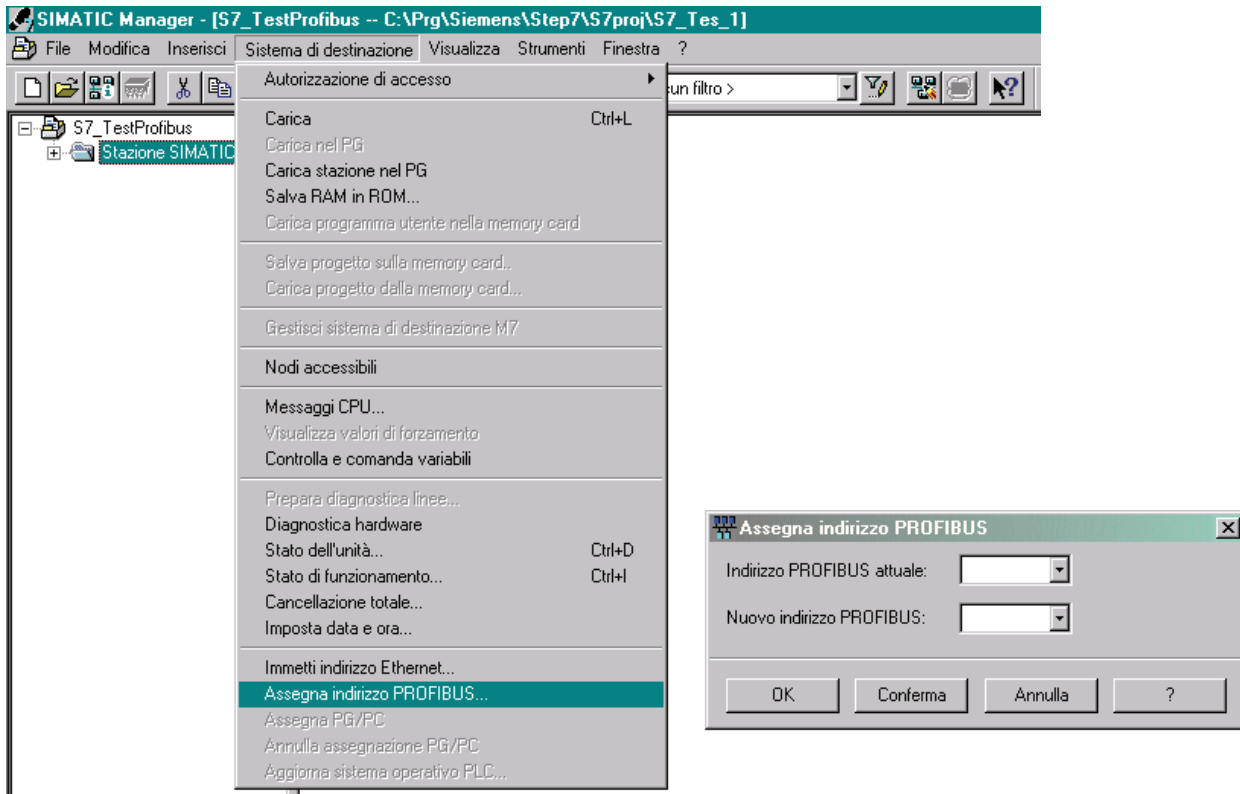 SIMATIC Manager - [S7_TestProfibus -- C:\Prg\Siemens\Step7\S7proj\S7_Tes_1]
File Modifica Inserisci Sistema di destinazione Visualizza Strumenti Finestra ?
un filtro >
S7_TestProfibus
Stazione SIMATIC
Autorizzazione di accesso
Carica Ctrl+L
Carica nel PG
Carica stazione nel PG
Salva RAM in ROM...
Carica programma utente nella memory card
Salva progetto sulla memory card..
Carica progetto dalla memory card...
Gestisci sistema di destinazione M7
Nodi accessibili
Messaggi CPU...
Visualizza valori di forzamento
Controlla e comanda variabili
Prepara diagnostica linee...
Diagnostica hardware
Stato dell'unità... Ctrl+D
Stato di funzionamento... Ctrl+I
Cancellazione totale...
Imposta data e ora...
Immetti indirizzo Ethernet...
Assegna indirizzo PROFIBUS...
Assegna PG/PC
Annulla assegnazione PG/PC
Aggiorna sistema operativo PLC...
Assegna indirizzo PROFIBUS
Indirizzo PROFIBUS attuale:
Nuovo indirizzo PROFIBUS:
OK Conferma Annulla ?